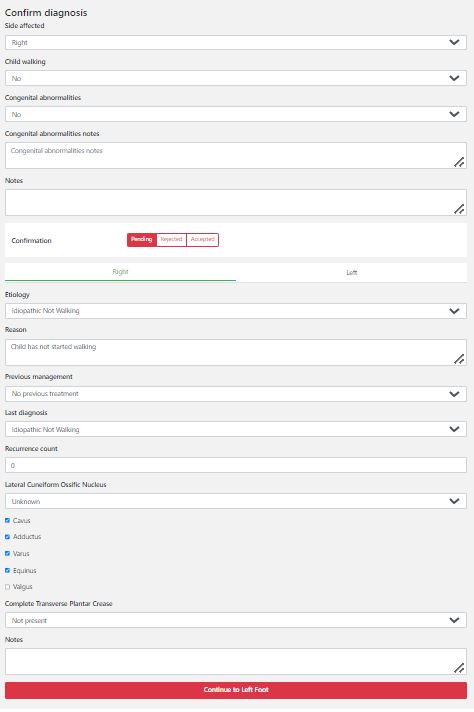 Confirm diagnosis
Side affected
Right
Child walking
No
Congenital abnormalities
No
Congenital abnormalities notes
Congenital abnormalities notes
Notes
Confirmation Pending Rejected Accepted
Right Left
Etiology
Idiopathic Not Walking
Reason
Child has not started walking
Previous management
No previous treatment
Last diagnosis
Idiopathic Not Walking
Recurrence count
0
Lateral Cuneiform Ossific Nucleus
Unknown
Cavus
Adductus
Varus
Equinus
Valgus
Complete Transverse Plantar Crease
Not present
Notes
Continue to Left Foot